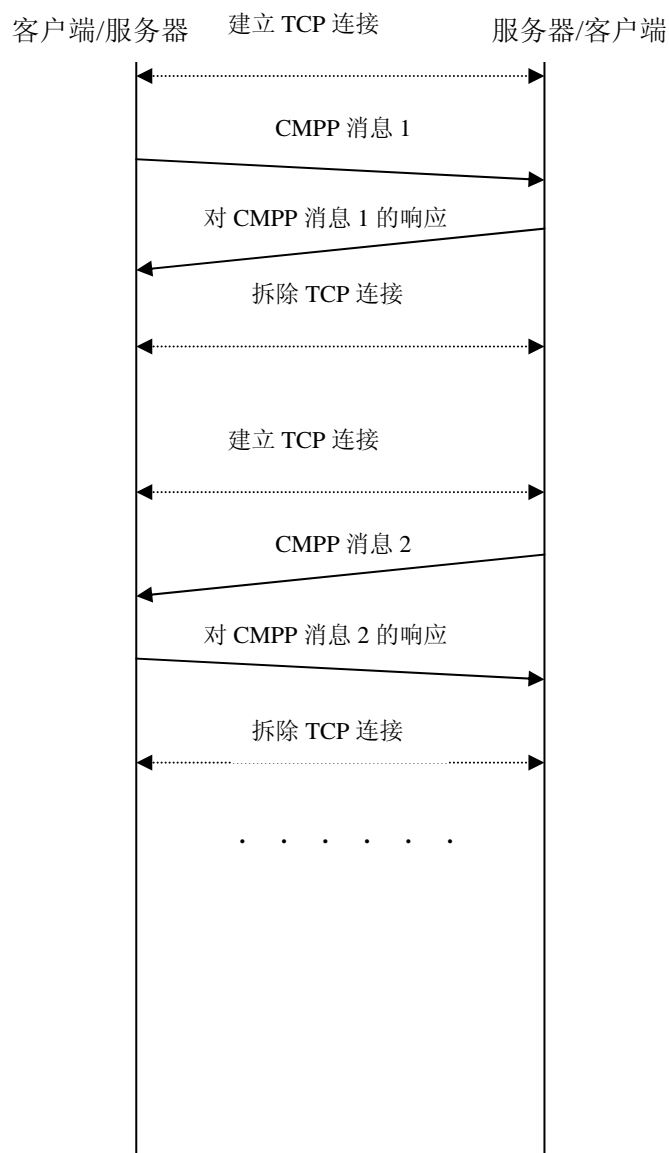 客户端/服务器
建立 TCP 连接
服务器/客户端
CMPP 消息 1
对 CMPP 消息 1 的响应
拆除 TCP 连接
建立 TCP 连接
CMPP 消息 2
对 CMPP 消息 2 的响应
拆除 TCP 连接
. . . . . .